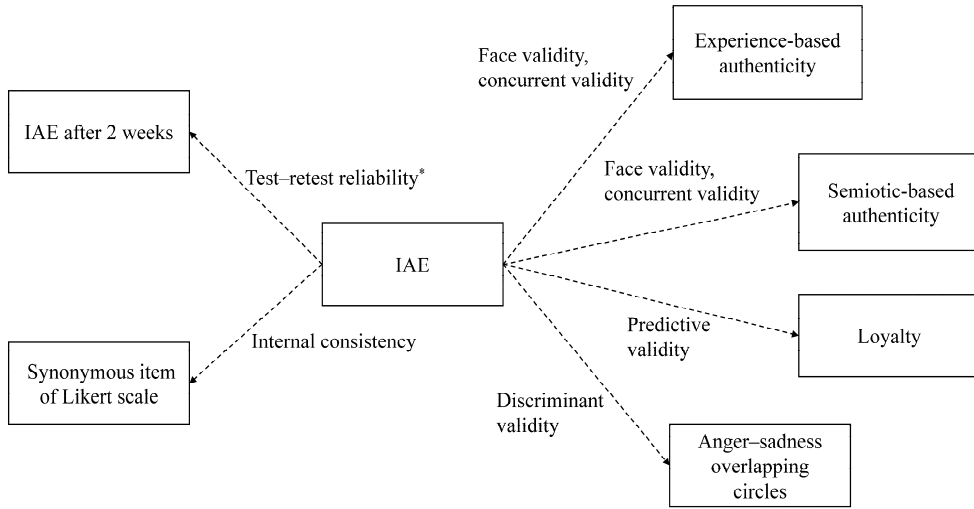 Experience-based
authenticity
Face validity,
concurrent validity
IAE after 2 weeks
Test–retest reliability*
Face validity,
concurrent validity
Semiotic-based
authenticity
IAE
Predictive
validity
Loyalty
Internal consistency
Synonymous item
of Likert scale
Discriminant
validity
Anger–sadness
overlapping
circles